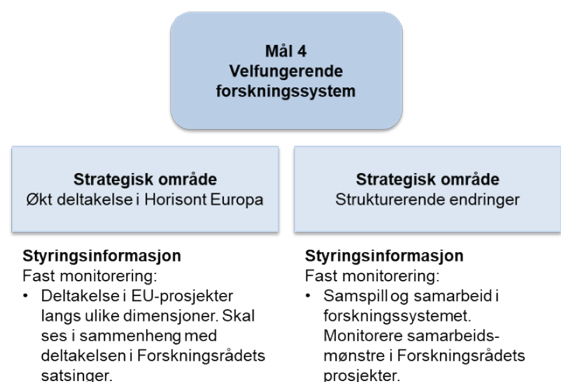 Mål 4
Velfungerende
forskningssystem
Strategisk område
Økt deltakelse i Horisont Europa
Styringsinformasjon
Fast monitorering:
• Deltakelse i EU-prosjekter
langs ulike dimensjoner. Skal
ses i sammenheng med
deltakelsen i Forskningsrådets
satsinger.
Strategisk område
Strukturerende endringer
Styringsinformasjon
Fast monitorering:
• Samspill og samarbeid i
forskningssystemet.
Monitorere samarbeids-
mønstre i Forskningsrådets
prosjekter.